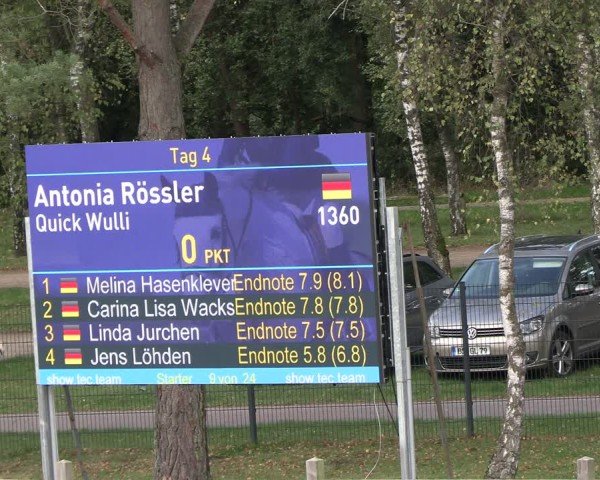 Tag 4
Antonia Rössler
Quick Wulli
1360
0 PKT
1 Melina Hasenklever Endnote 7.9 (8.1)
2 Carina Lisa Wacks Endnote 7.8 (7.8)
3 Linda Jurchen Endnote 7.5 (7.5)
4 Jens Löhden Endnote 5.8 (6.8)
show tec.team Starter 9 von 24 show tec.team